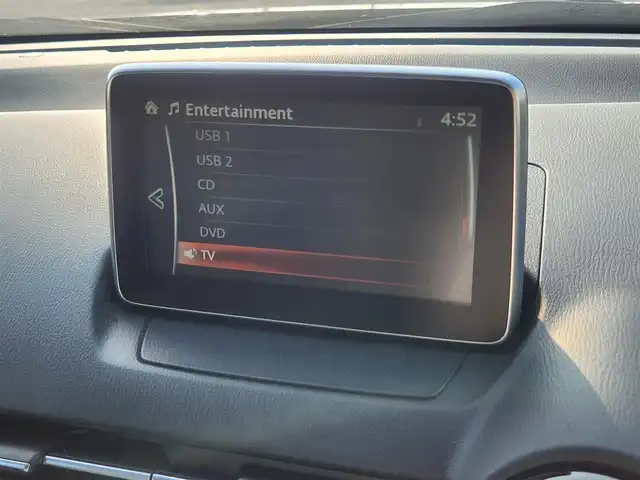 Entertainment 4:52
USB 1
USB 2
CD
AUX
DVD
TV